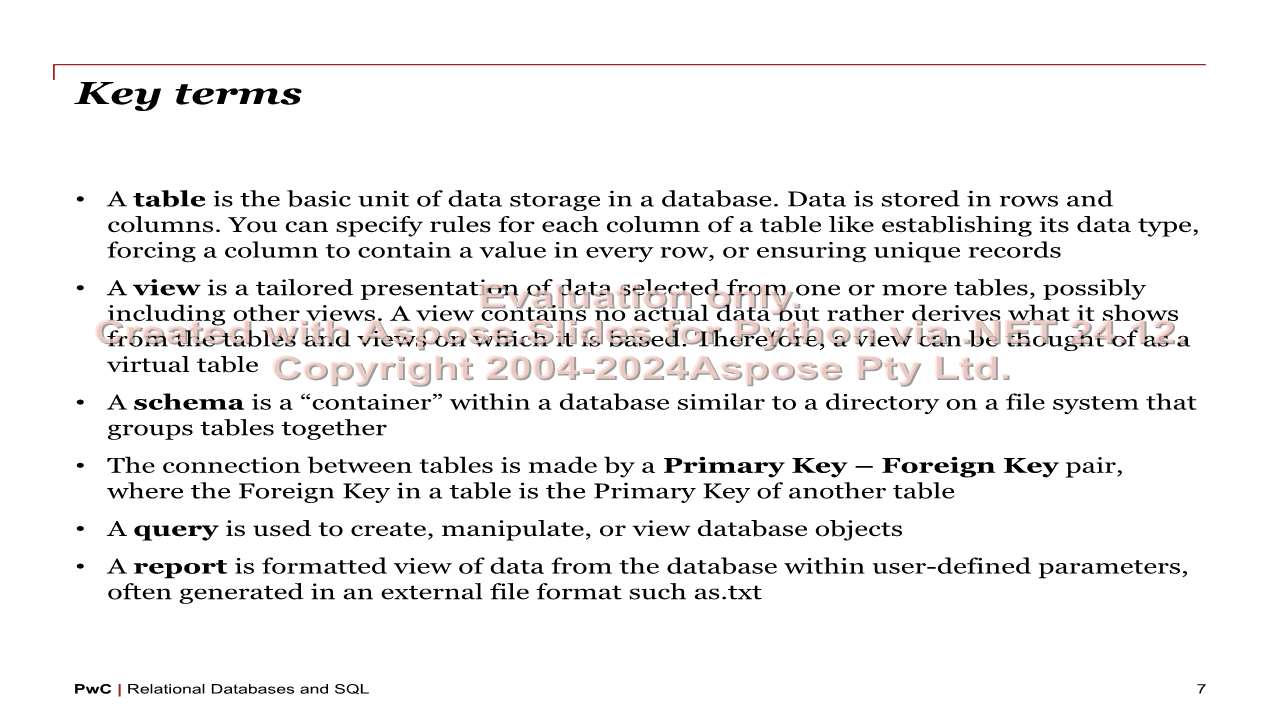 Key terms
• A table is the basic unit of data storage in a database. Data is stored in rows and
columns. You can specify rules for each column of a table like establishing its data type,
forcing a column to contain a value in every row, or ensuring unique records
• A view is a tailored presentation of data selected from one or more tables, possibly
including other views. A view contains no actual data but rather derives what it shows
from the tables and views on which it is based. Therefore, a view can be thought of as a
virtual table
Evaluation only.
Created with Aspose.Slides for Python via .NET 24.12.
Copyright 2004-2024Aspose Pty Ltd.
• A schema is a “container” within a database similar to a directory on a file system that
groups tables together
• The connection between tables is made by a Primary Key – Foreign Key pair,
where the Foreign Key in a table is the Primary Key of another table
• A query is used to create, manipulate, or view database objects
• A report is formatted view of data from the database within user-defined parameters,
often generated in an external file format such as.txt
PwC | Relational Databases and SQL
7